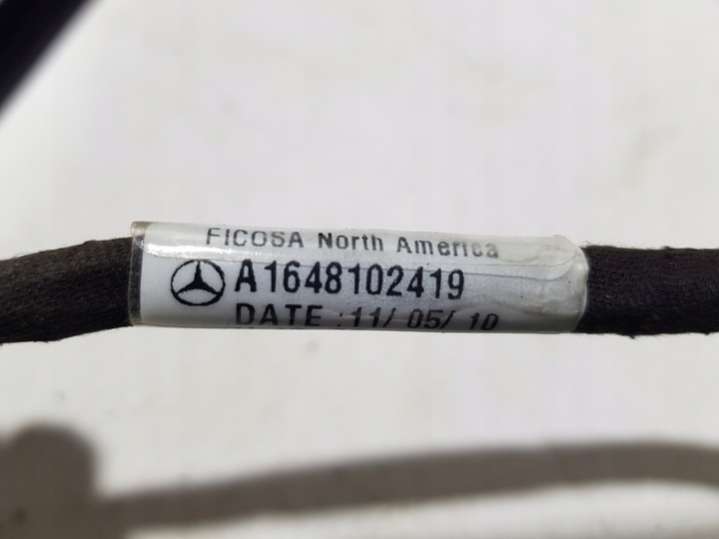 FICOSA North America
A1648102419
DATE :11/ 05/ 10